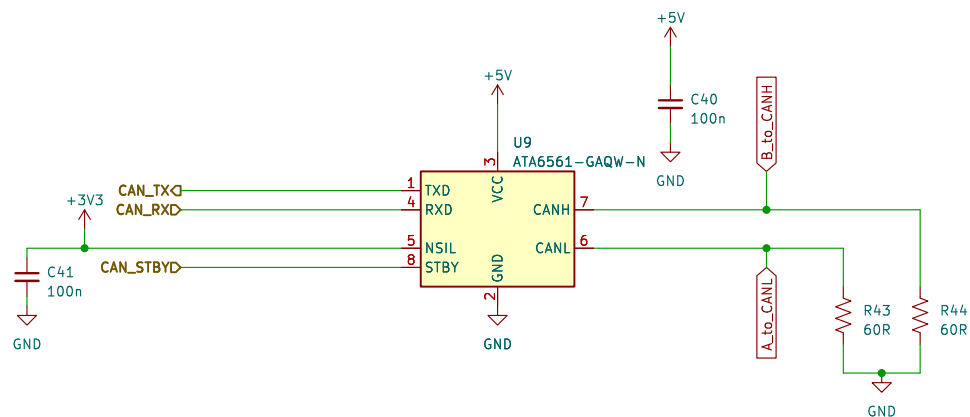 +5V
C40
100n
GND
B_to_CANH
+5V
U9
ATA6561-GAQW-N
3
VCC
CAN_TX
1
TXD
CAN_RX
4
RXD
CANH
7
+3V3
5
NSIL
CANL
6
CAN_STBY
8
STBY
GND
2
GND
C41
100n
GND
A_to_CANL
R43
60R
R44
60R
GND